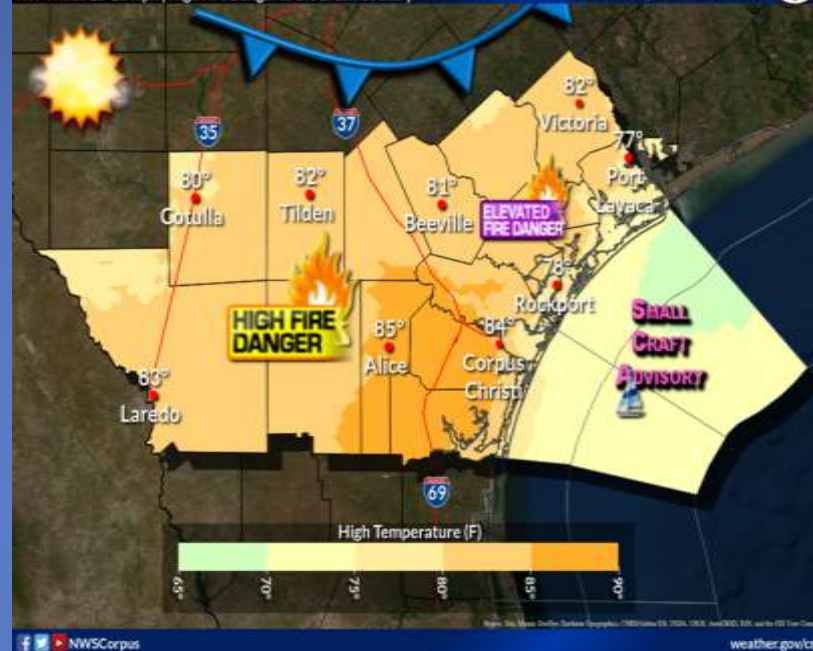 35
37
82°
Victoria
77°
Port
Lavaca
80°
Cotulla
82°
Tilden
81°
Beeville
ELEVATED
FIRE DANGER
78°
Rockport
HIGH FIRE
DANGER
85°
Alice
84°
Corpus
Christi
SMALL
CRAFT
ADVISORY
83°
Laredo
69
High Temperature (F)
65° 70° 75° 80° 85° 90°
NWSCorpus